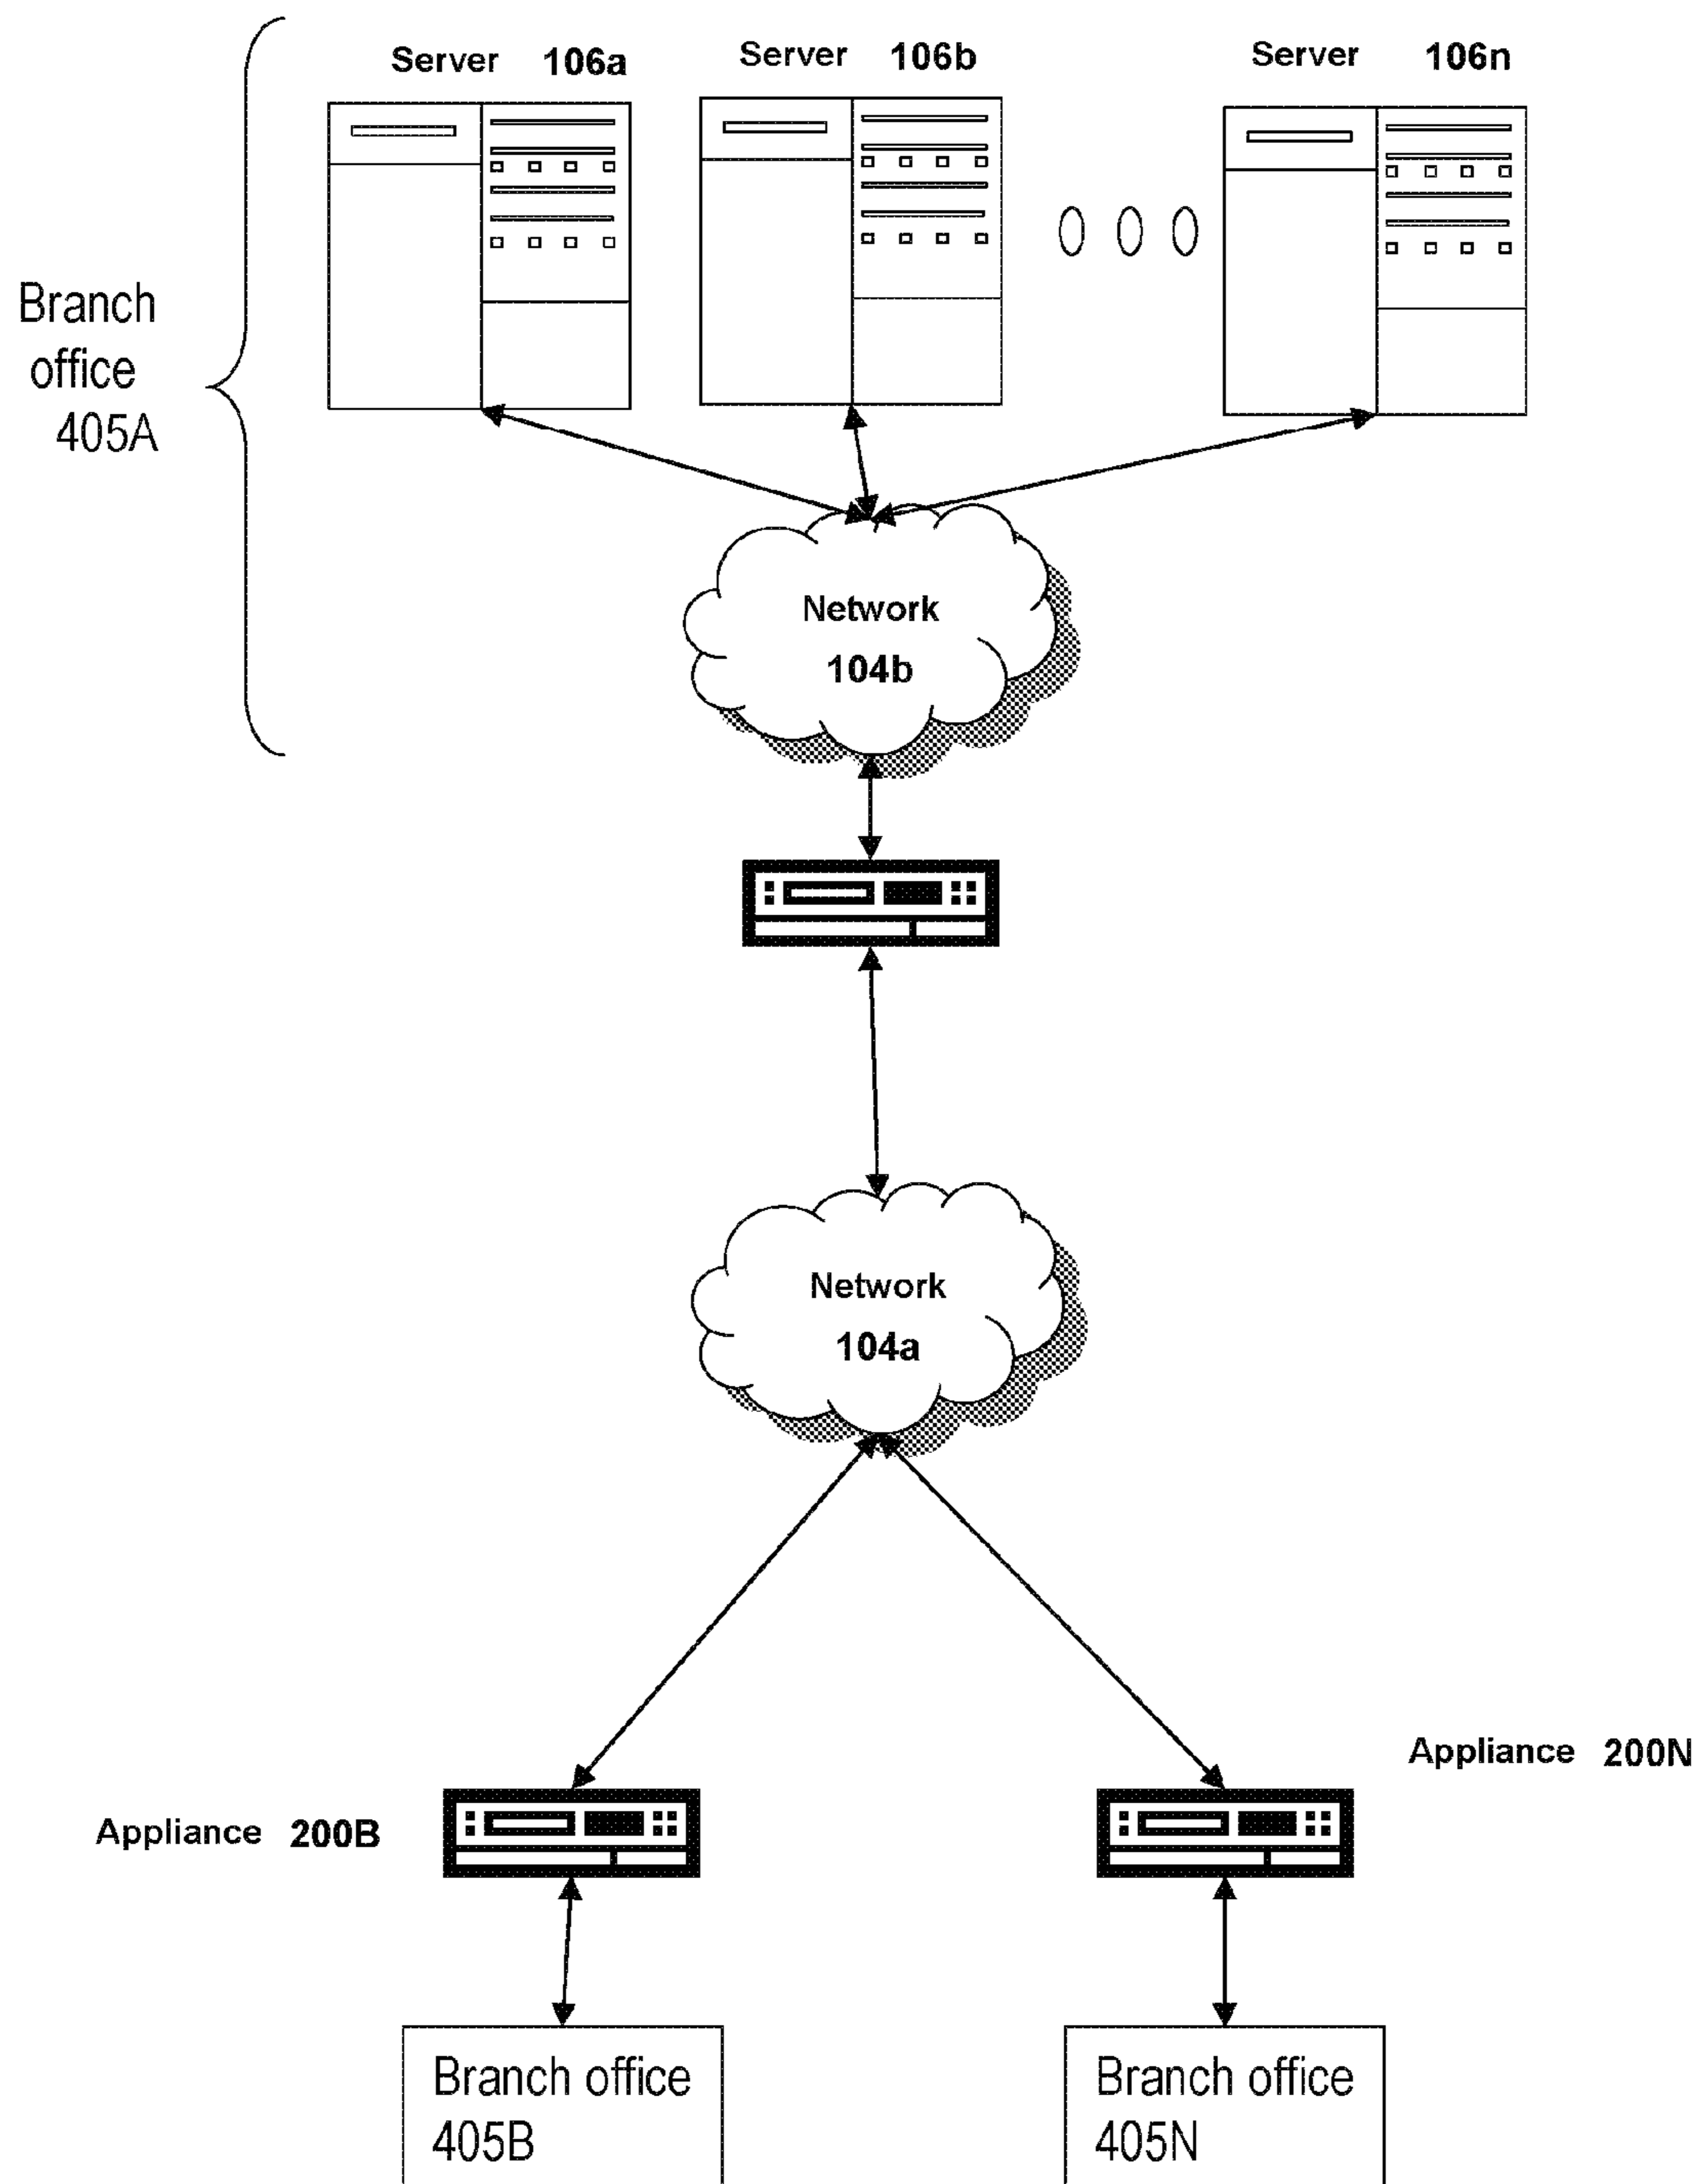 Server 106a
Server 106b
Server 106n
Branch
office
405A
Network
104b
Network
104a
Appliance 200N
Appliance 200B
Branch office
405B
Branch office
405N